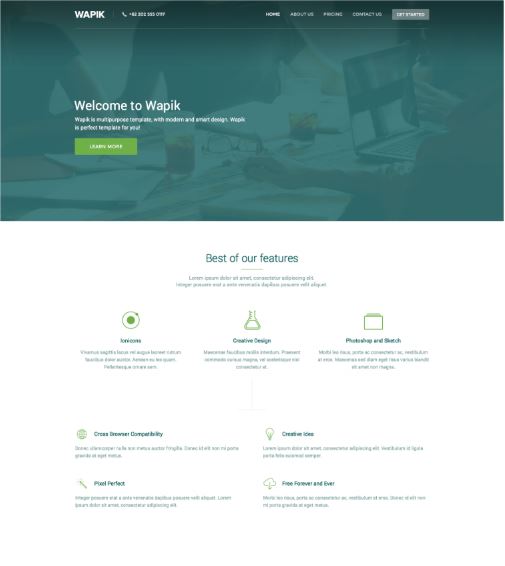 WAPIK
+62 202 555 0117
HOME
ABOUT US
PRICING
CONTACT US
GET STARTED
Welcome to Wapik
Wapik is multipurpose template, with modern and smart design. Wapik
is perfect template for you!
LEARN MORE
Best of our features
Lorem ipsum dolor sit amet, consectetur adipiscing elit.
Integer posuere erat a ante venenatis dapibus posuere velit aliquet
Ionicons
Vivamus sagittis lacus vel augue laoreet rutrum
faucibus dolor auctor. Aenean eu leo quam.
Pellentesque ornare sem.
Creative Design
Maecenas faucibus mollis interdum. Praesent
commodo cursus magna, vel scelerisque nisl
consectetur et.
Photoshop and Sketch
Morbi leo risus, porta ac consectetur ac, vestibulum
at eros. Maecenas sed diam eget risus varius blandit
sit amet non magna.
Cross Browser Compatibility
Donec ullamcorper nulla non metus auctor fringilla. Donec id elit non mi porta
gravida at eget metus.
Creative Idea
Lorem ipsum dolor sit amet, consectetur adipiscing elit. Vestibulum id ligula
porta felis euismod semper.
Pixel Perfect
Integer posuere erat a ante venenatis dapibus posuere velit aliquet. Lorem
ipsum dolor sit amet, consectetur adipiscing elit.
Free Forever and Ever
Morbi leo risus, porta ac consectetur ac, vestibulum at eros. Donec id elit non
mi porta gravida at eget metus.